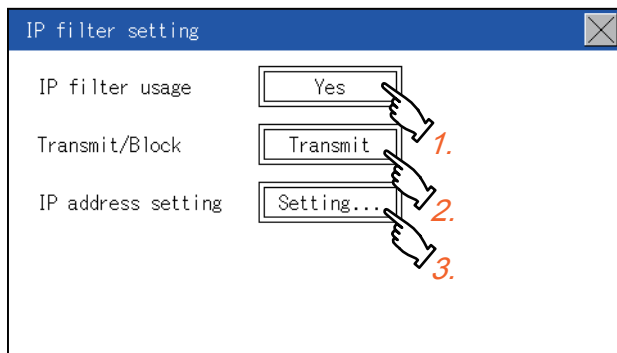 IP filter setting
IP filter usage Yes
1.
Transmit/Block Transmit
2.
IP address setting Setting...
3.